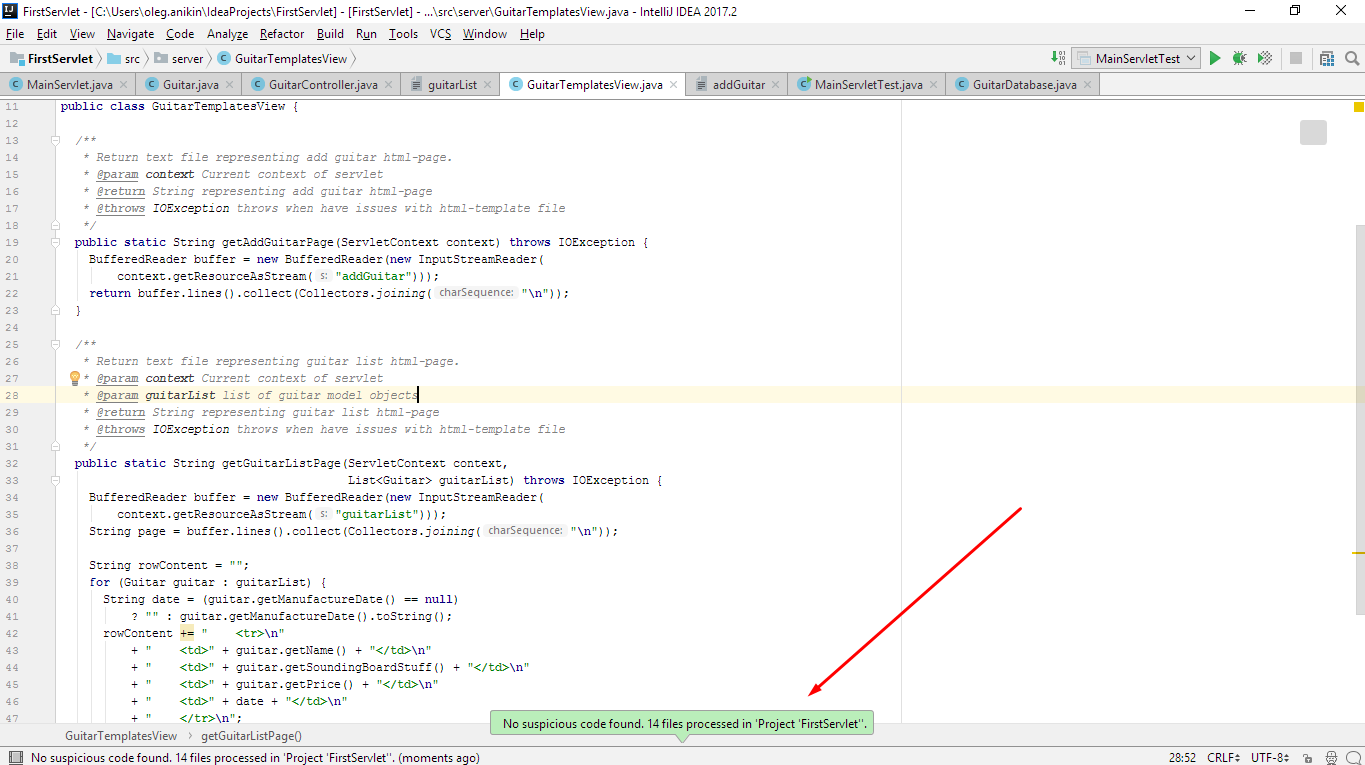 FirstServlet - [C:\Users\oleg.anikin\IdeaProjects\FirstServlet] - [FirstServlet] - ...\src\server\GuitarTemplatesView.java - IntelliJ IDEA 2017.2
File Edit View Navigate Code Analyze Refactor Build Run Tools VCS Window Help
FirstServlet src server GuitarTemplatesView MainServletTest
MainServlet.java Guitar.java GuitarController.java guitarList GuitarTemplatesView.java addGuitar MainServletTest.java GuitarDatabase.java
11 public class GuitarTemplatesView {
12
13 /**
14 * Return text file representing add guitar html-page.
15 * @param context Current context of servlet
16 * @return String representing add guitar html-page
17 * @throws IOException throws when have issues with html-template file
18 */
19 public static String getAddGuitarPage(ServletContext context) throws IOException {
20 BufferedReader buffer = new BufferedReader(new InputStreamReader(
21 context.getResourceAsStream( s: "addGuitar")));
22 return buffer.lines().collect(Collectors.joining( charSequence: "\n"));
23 }
24
25 /**
26 * Return text file representing guitar list html-page.
27 * @param context Current context of servlet
28 * @param guitarList list of guitar model objects
29 * @return String representing guitar list html-page
30 * @throws IOException throws when have issues with html-template file
31 */
32 public static String getGuitarListPage(ServletContext context,
33 List<Guitar> guitarList) throws IOException {
34 BufferedReader buffer = new BufferedReader(new InputStreamReader(
35 context.getResourceAsStream( s: "guitarList")));
36 String page = buffer.lines().collect(Collectors.joining( charSequence: "\n"));
37
38 String rowContent = "";
39 for (Guitar guitar : guitarList) {
40 String date = (guitar.getManufactureDate() == null)
41 ? "" : guitar.getManufactureDate().toString();
42 rowContent += "    <tr>\n"
43 + "    <td>" + guitar.getName() + "</td>\n"
44 + "    <td>" + guitar.getSoundingBoardStuff() + "</td>\n"
45 + "    <td>" + guitar.getPrice() + "</td>\n"
46 + "    <td>" + date + "</td>\n"
47 + "    </tr>\n";
No suspicious code found. 14 files processed in 'Project 'FirstServlet''.
GuitarTemplatesView getGuitarListPage()
No suspicious code found. 14 files processed in 'Project 'FirstServlet''. (moments ago) 28:52 CRLF UTF-8